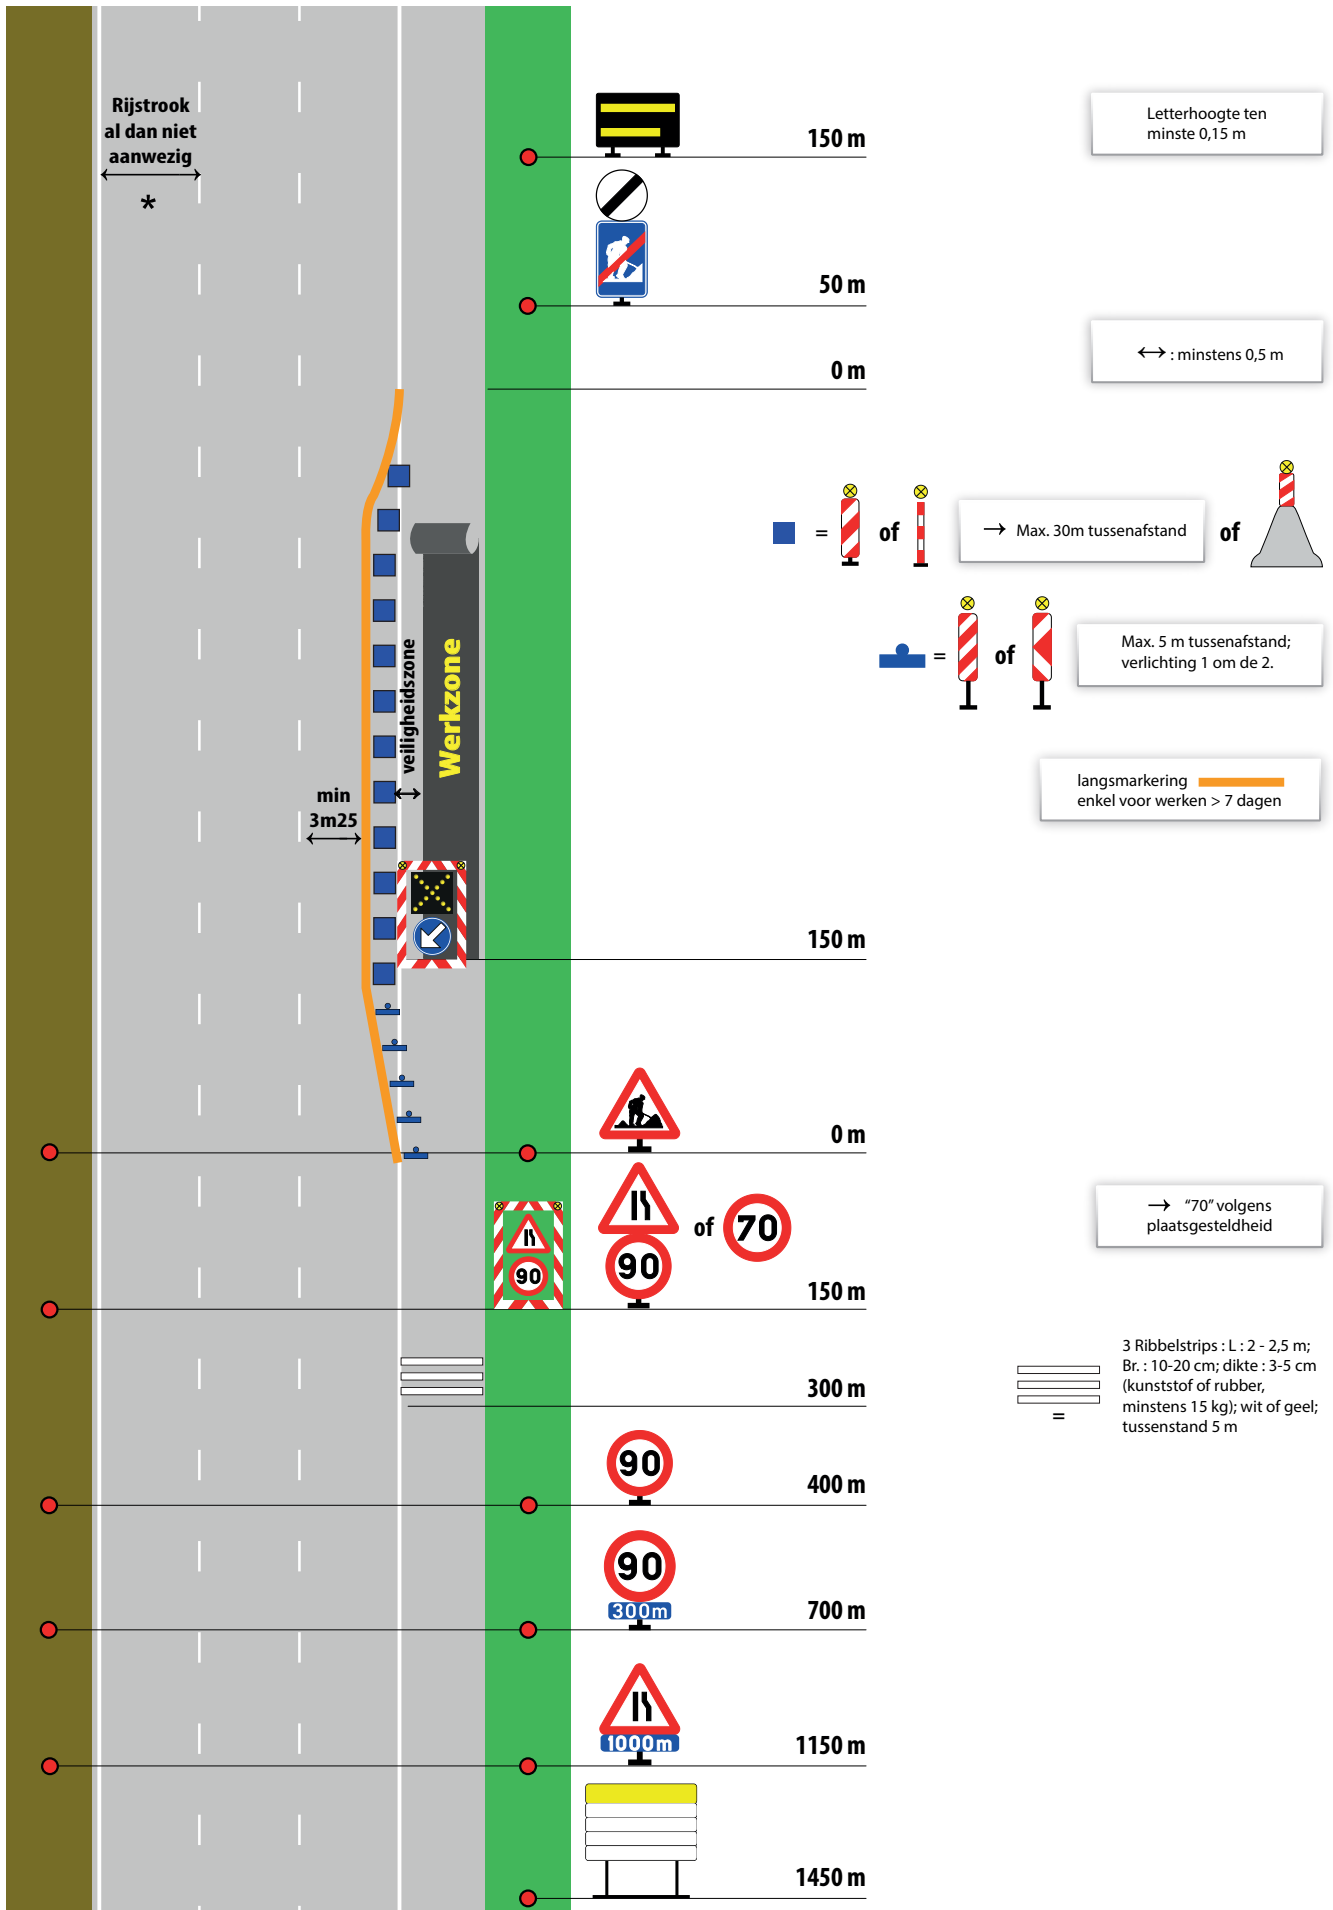 Rijstrook
al dan niet
aanwezig
*
150 m
Letterhoogte ten
minste 0,15 m
50 m
↔ : minstens 0,5 m
0 m
= of → Max. 30m tussenafstand of
= of
Max. 5 m tussenafstand;
verlichting 1 om de 2.
veiligheidszone
Werkzone
langsmarkering
enkel voor werken > 7 dagen
min
3m25
150 m
0 m
→ “70” volgens
plaatsgesteldheid
of 70
90
90
150 m
3 Ribbelstrips : L : 2 - 2,5 m;
Br. : 10-20 cm; dikte : 3-5 cm
(kunststof of rubber,
minstens 15 kg); wit of geel;
tussenstand 5 m
=
300 m
90
400 m
90
300m
700 m
1000m
1150 m
1450 m